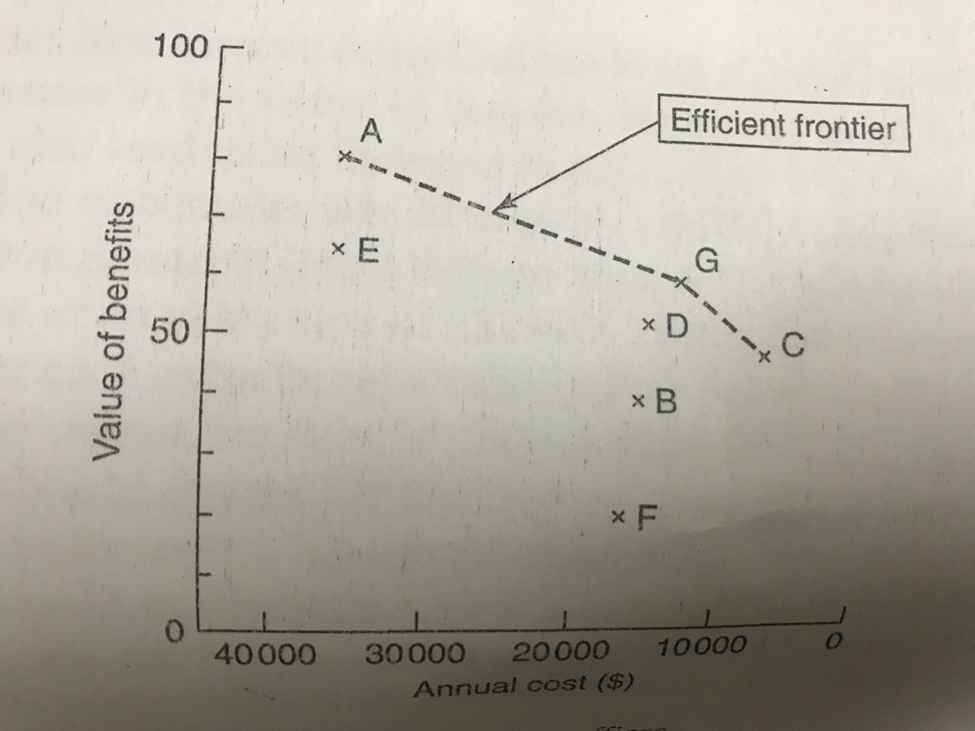 100
A
Efficient frontier
E
G
Value of benefits
50
D
C
B
F
0
40000 30000 20000 10000 0
Annual cost ($)